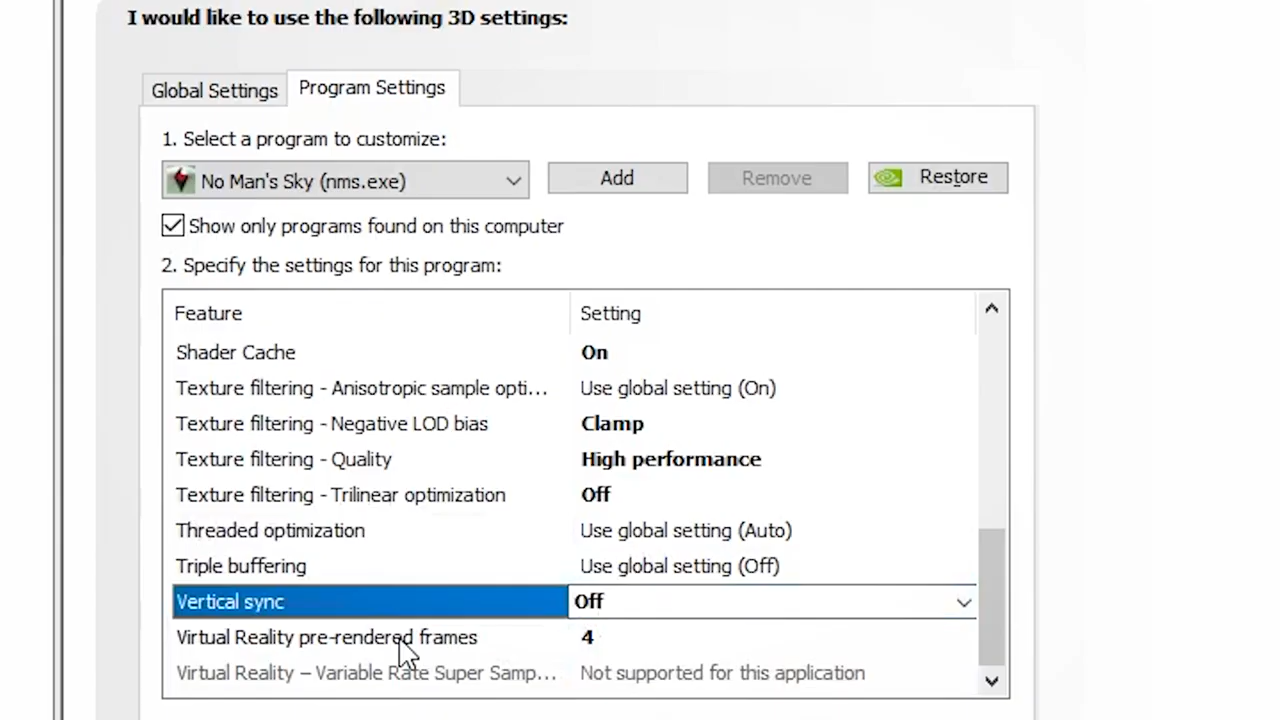 I would like to use the following 3D settings:
Global Settings Program Settings
1. Select a program to customize:
No Man's Sky (nms.exe) Add Remove Restore
Show only programs found on this computer
2. Specify the settings for this program:
Feature Setting
Shader Cache On
Texture filtering - Anisotropic sample opti... Use global setting (On)
Texture filtering - Negative LOD bias Clamp
Texture filtering - Quality High performance
Texture filtering - Trilinear optimization Off
Threaded optimization Use global setting (Auto)
Triple buffering Use global setting (Off)
Vertical sync Off
Virtual Reality pre-rendered frames 4
Virtual Reality – Variable Rate Super Samp... Not supported for this application